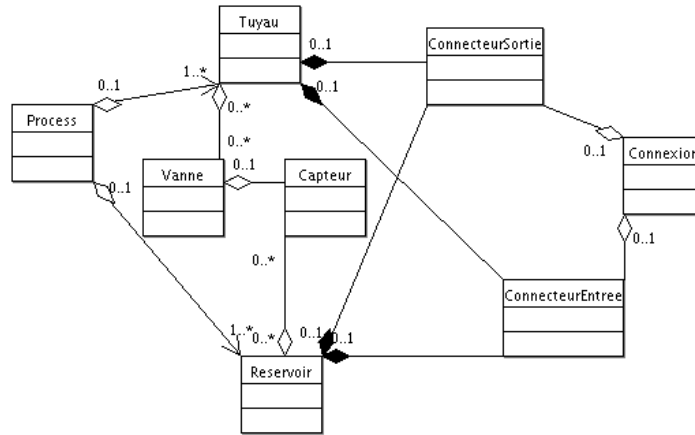 Tuyau
ConnecteurSortie
0..1
0..1
1..*
0..1
0..*
Process
0..*
0..1
Connexion
0..1
Vanne
Capteur
0..1
0..1
0..*
ConnecteurEntree
1..*
0..*
0..1
0..1
Reservoir